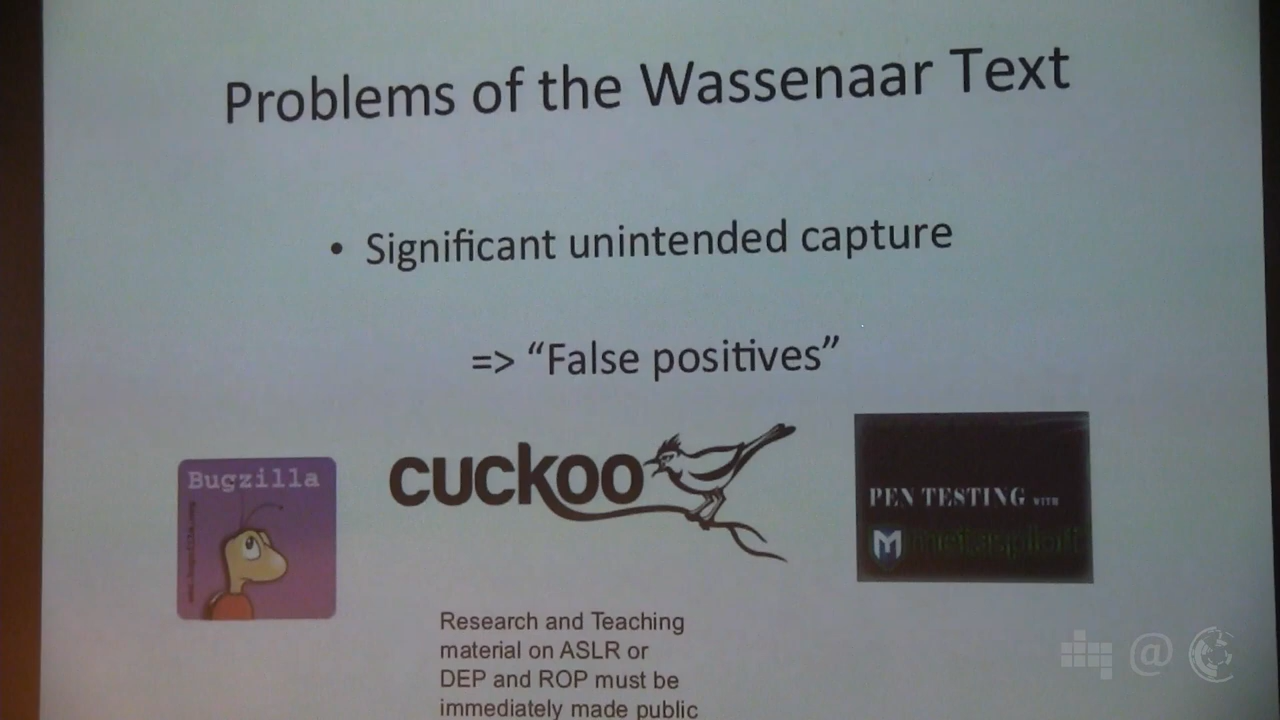 Problems of the Wassenaar Text
• Significant unintended capture
=> “False positives”
Bugzilla
cuckoo
PEN TESTING WITH
metasploit
Research and Teaching
material on ASLR or
DEP and ROP must be
immediately made public
@